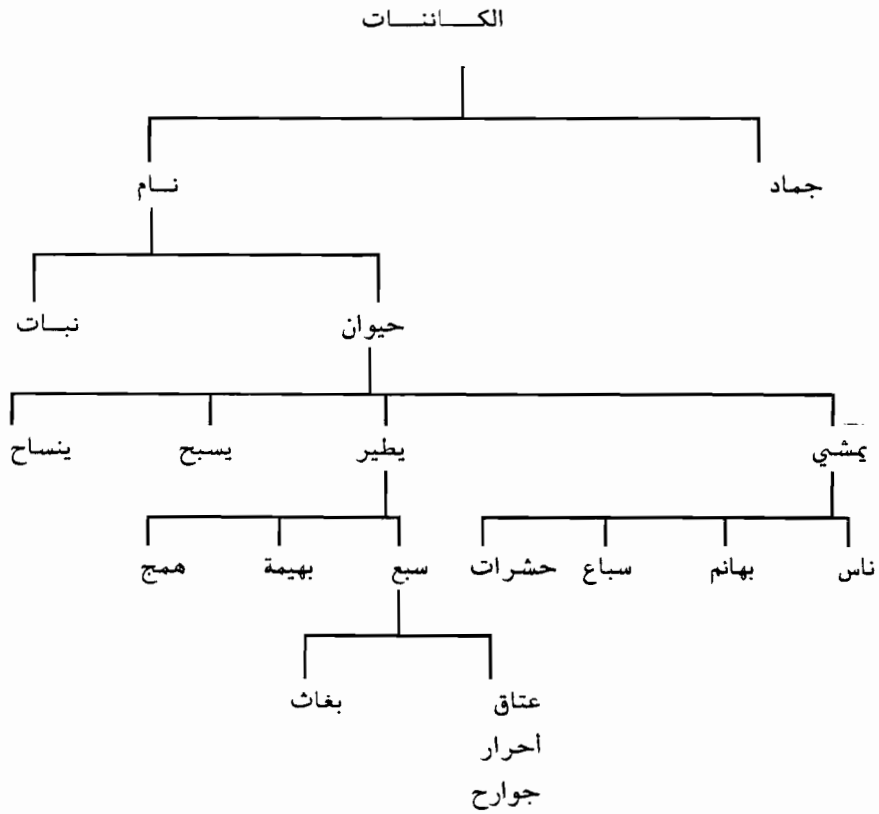 الكائنات
جماد نام
حيوان نبات
يمشي يطير يسبح ينساح
ناس بهائم سباع حشرات سبع بهيمة همج
عتاق بغاث
أحرار
جوارح